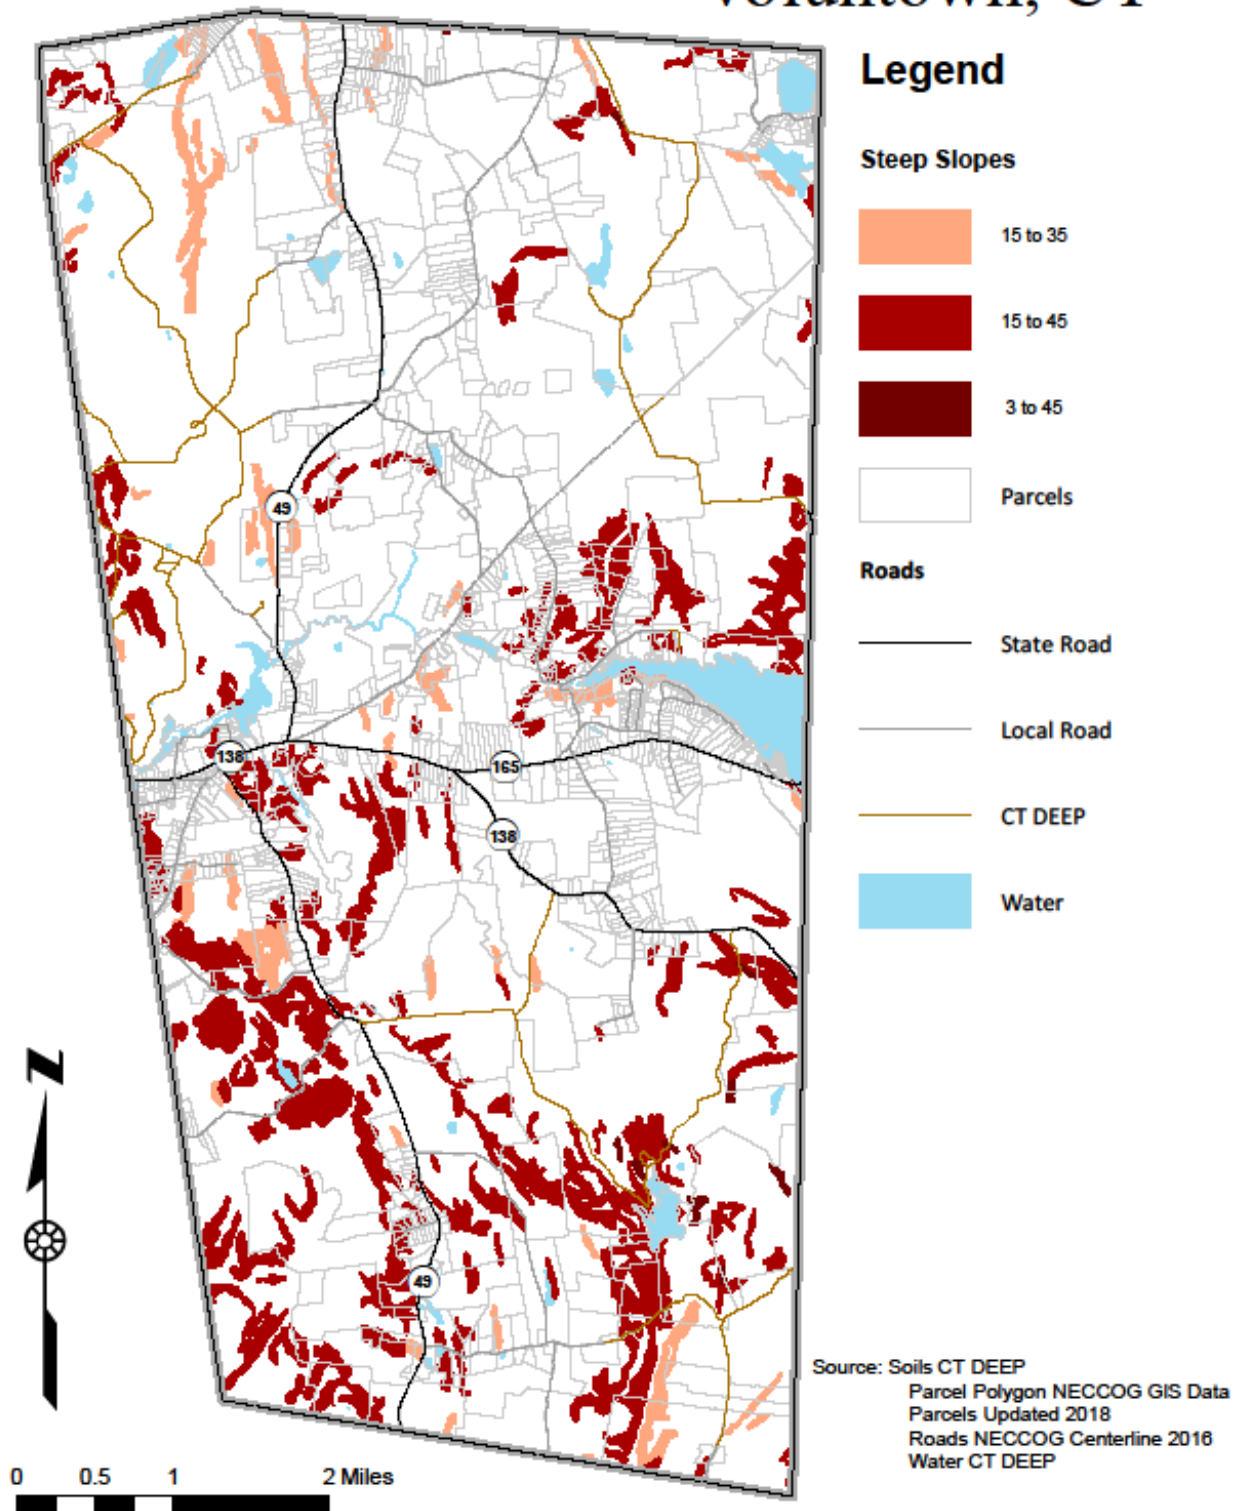 Voluntown, CT
Legend
Steep Slopes
15 to 35
15 to 45
3 to 45
Parcels
Roads
State Road
Local Road
CT DEEP
Water
49
138
165
138
49
N
Source: Soils CT DEEP
Parcel Polygon NECCOG GIS Data
Parcels Updated 2018
Roads NECCOG Centerline 2016
Water CT DEEP
0 0.5 1 2 Miles